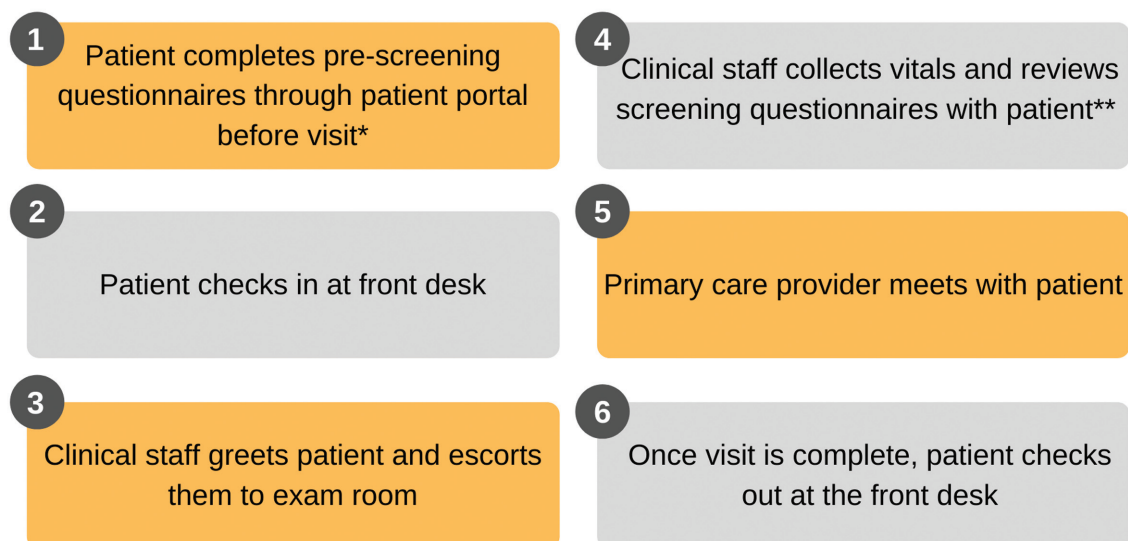 1
Patient completes pre-screening
questionnaires through patient portal
before visit*
2
Patient checks in at front desk
3
Clinical staff greets patient and escorts
them to exam room
4
Clinical staff collects vitals and reviews
screening questionnaires with patient**
5
Primary care provider meets with patient
6
Once visit is complete, patient checks
out at the front desk